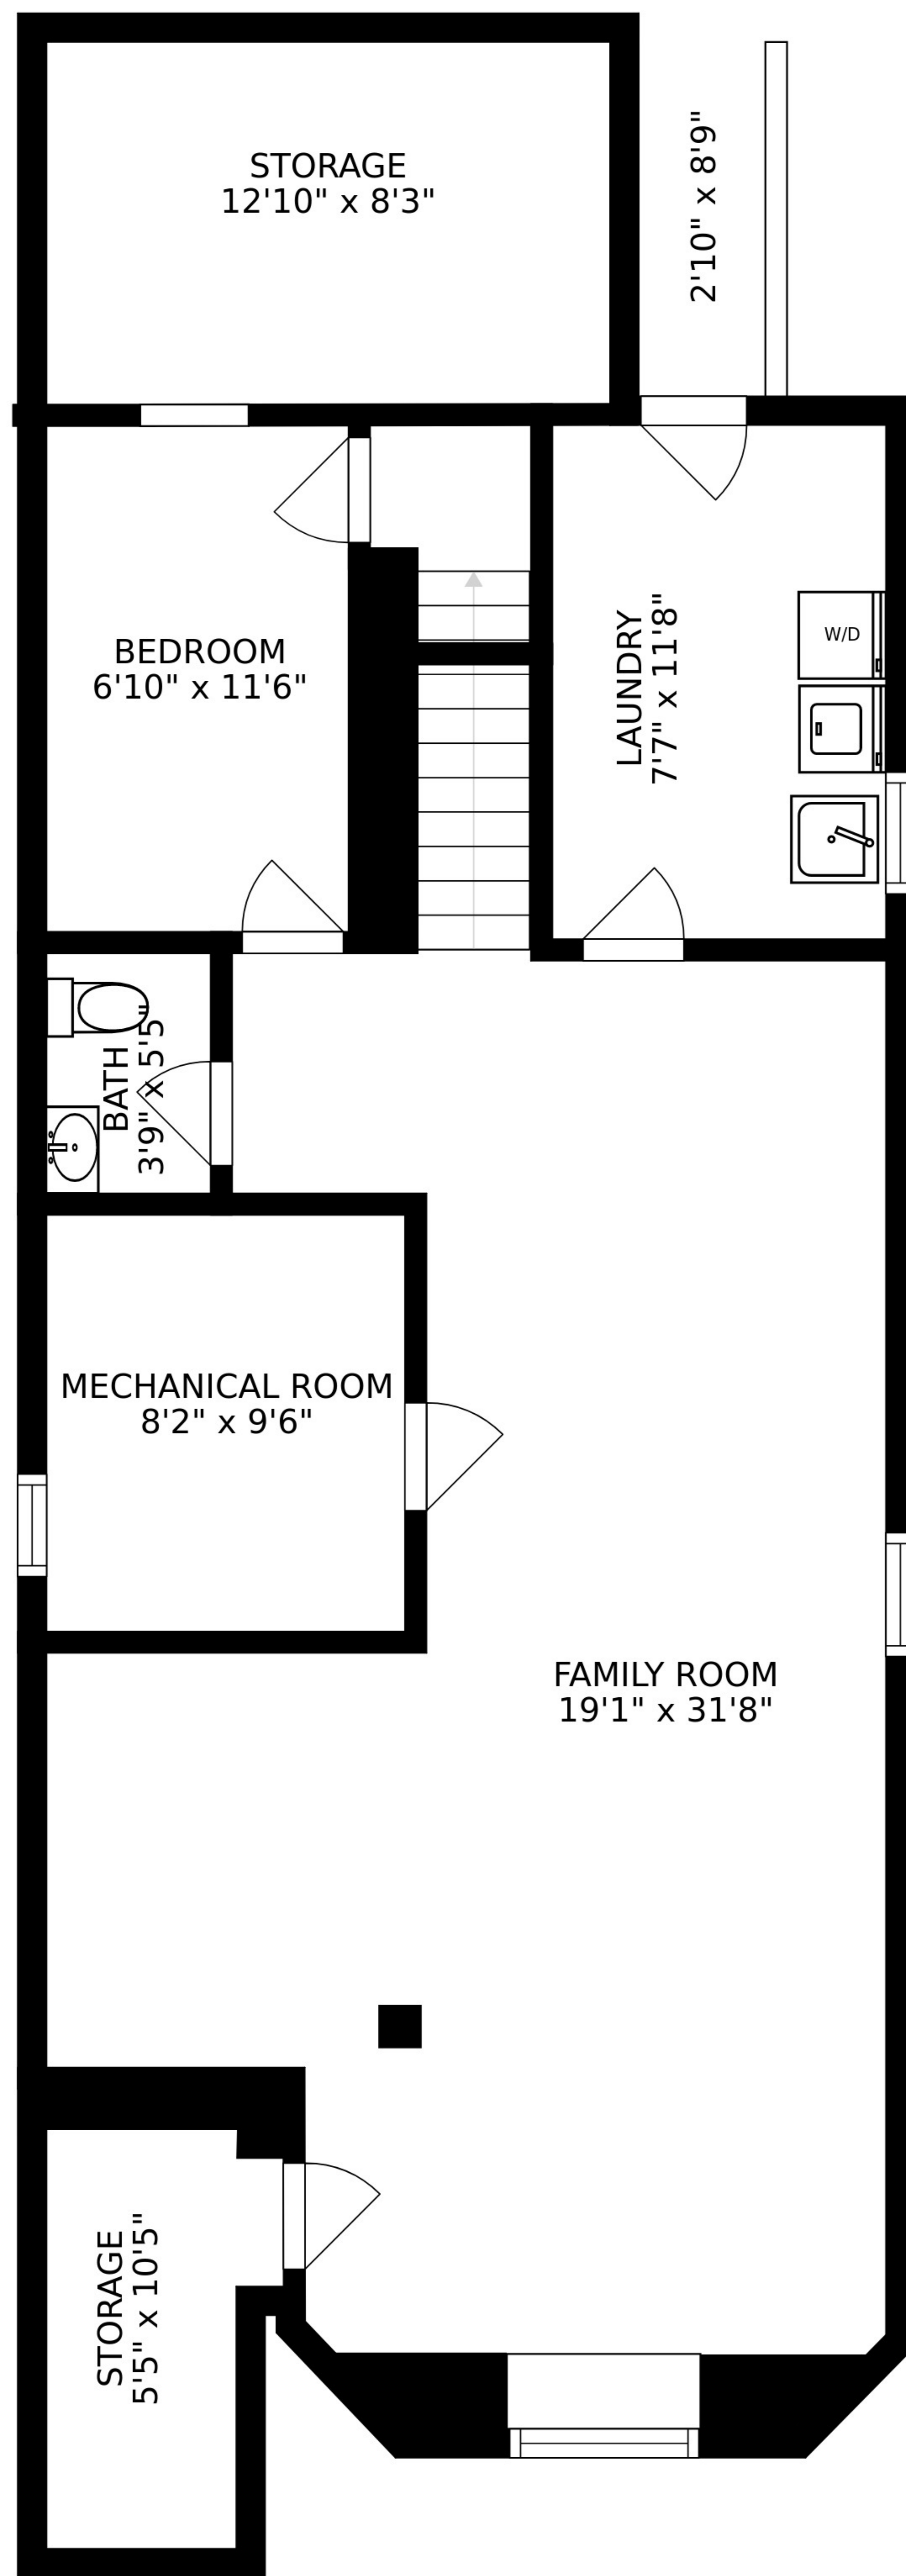 STORAGE
12'10" x 8'3"
2'10" x 8'9"
BEDROOM
6'10" x 11'6"
LAUNDRY
7'7" x 11'8"
W/D
BATH
3'9" x 5'5"
MECHANICAL ROOM
8'2" x 9'6"
FAMILY ROOM
19'1" x 31'8"
STORAGE
5'5" x 10'5"